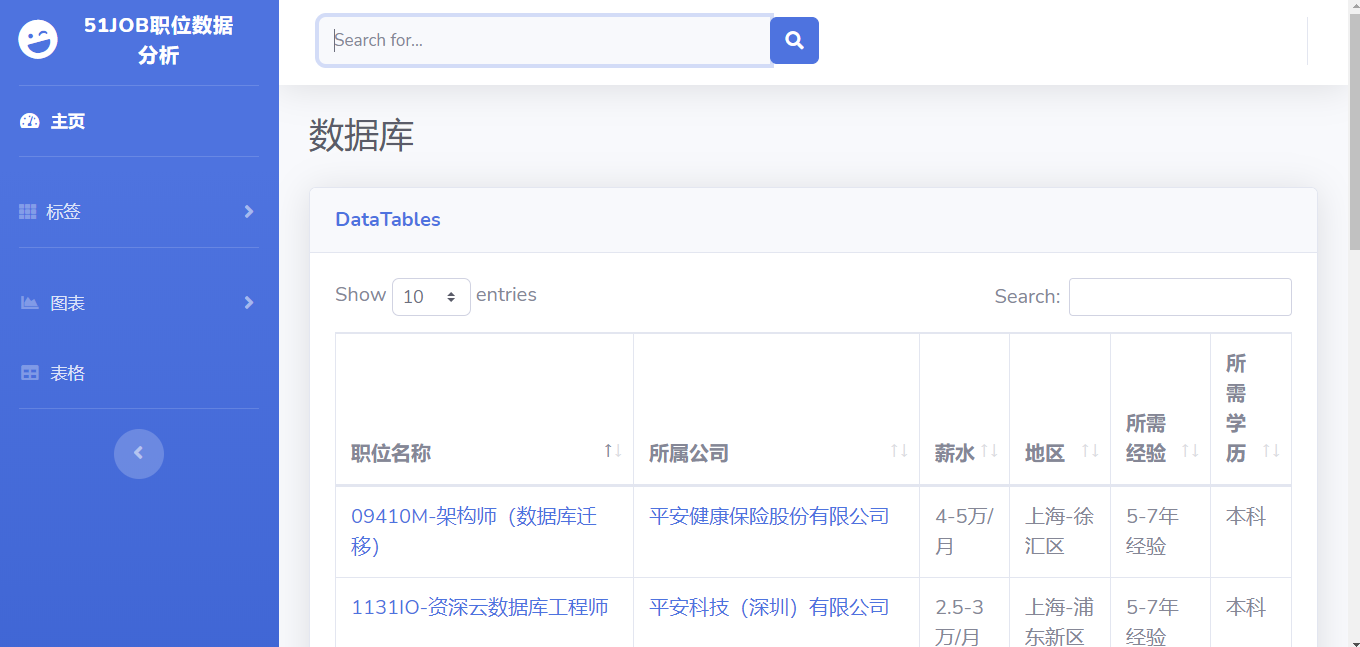 51JOB职位数据
分析
主页
标签
图表
表格
Search for...
数据库
DataTables
Show 10 entries
Search:
职位名称
所属公司
薪水
地区
所需
经验
所
需
学
历
09410M-架构师（数据库迁
移）
平安健康保险股份有限公司
4-5万/
月
上海-徐
汇区
5-7年
经验
本科
1131IO-资深云数据库工程师
平安科技（深圳）有限公司
2.5-3
万/月
上海-浦
东新区
5-7年
经验
本科